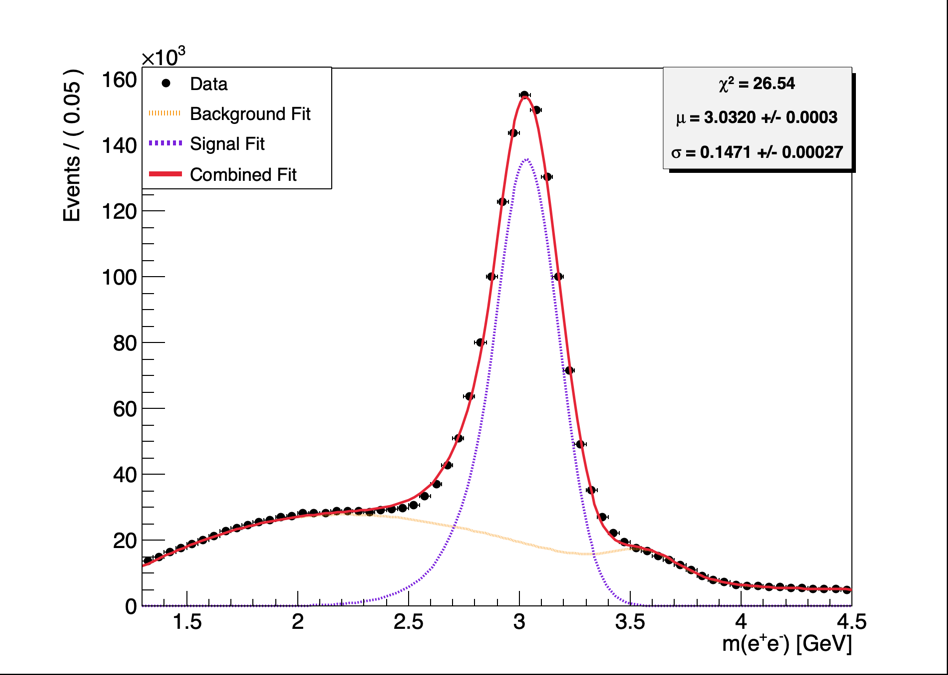 ×10³
Events / ( 0.05 )
160
140
120
100
80
60
40
20
0
Data
Background Fit
Signal Fit
Combined Fit
χ² = 26.54
μ = 3.0320 +/- 0.0003
σ = 0.1471 +/- 0.00027
1.5 2 2.5 3 3.5 4 4.5
m(e⁺e⁻) [GeV]